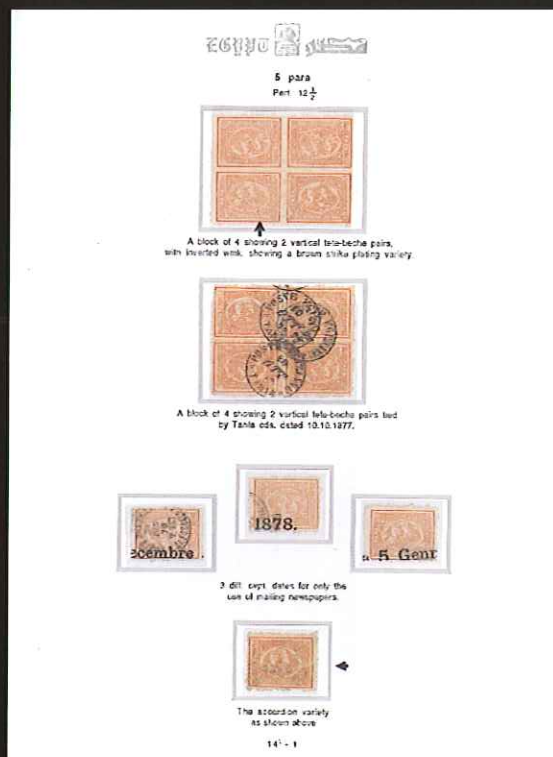 EGYPT
5 para
Perf. 12½
A block of 4 showing 2 vertical tete-beche pairs,
with inverted wmk. showing a brown strike plating variety.
A block of 4 showing 2 vertical tete-beche pairs tied
by Tanta cds. dated 10.10.1877.
1878.
ecembre .
5 Genr
3 diff. dates for only the
use of mailing newspapers.
The accordion variety
as shown above
14¹ - 1